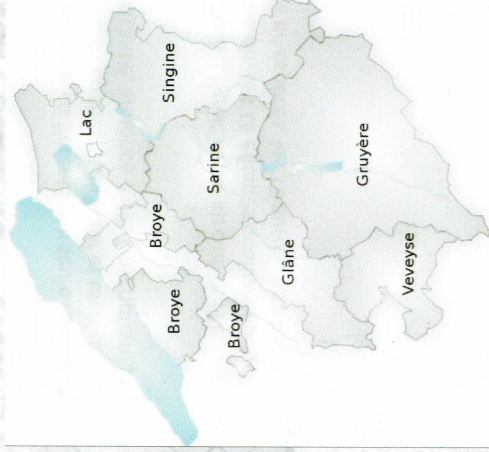 Singine
Lac
Sarine
Gruyère
Broye
Glâne
Veveyse
Broye
Broye